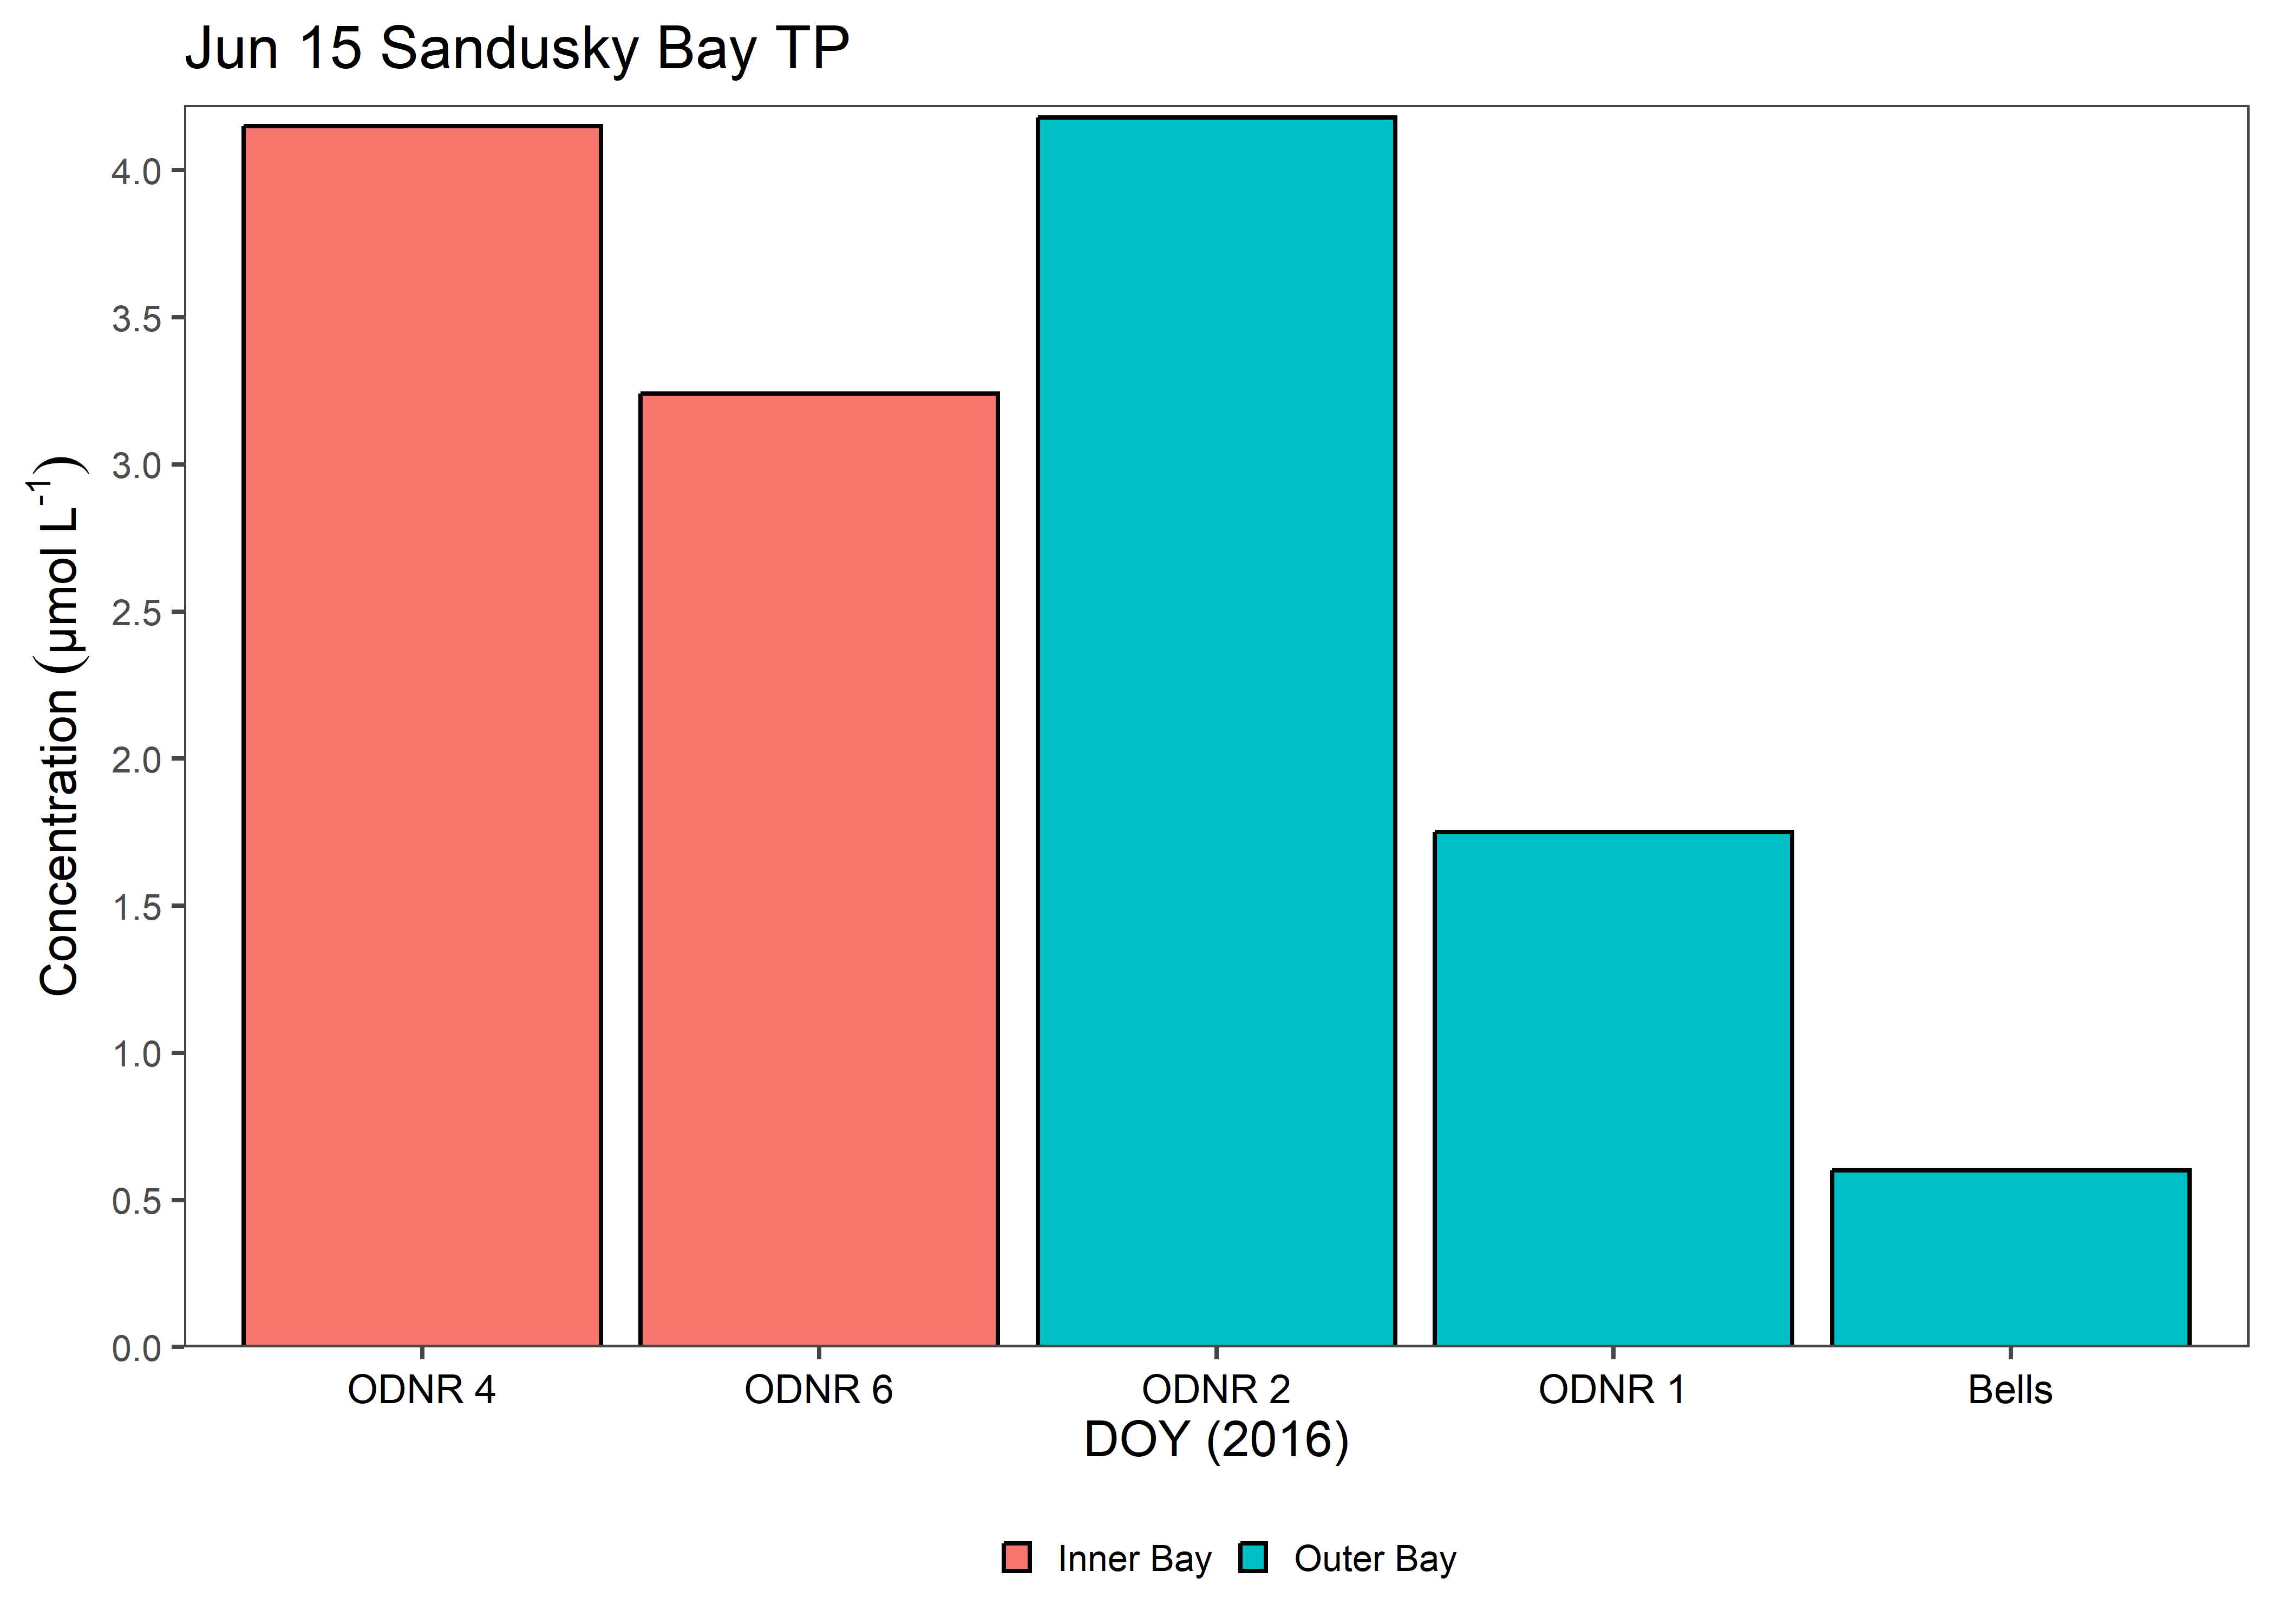 Jun 15 Sandusky Bay TP
Concentration (µmol L⁻¹)
4.0
3.5
3.0
2.5
2.0
1.5
1.0
0.5
0.0
ODNR 4 ODNR 6 ODNR 2 ODNR 1 Bells
DOY (2016)
Inner Bay Outer Bay